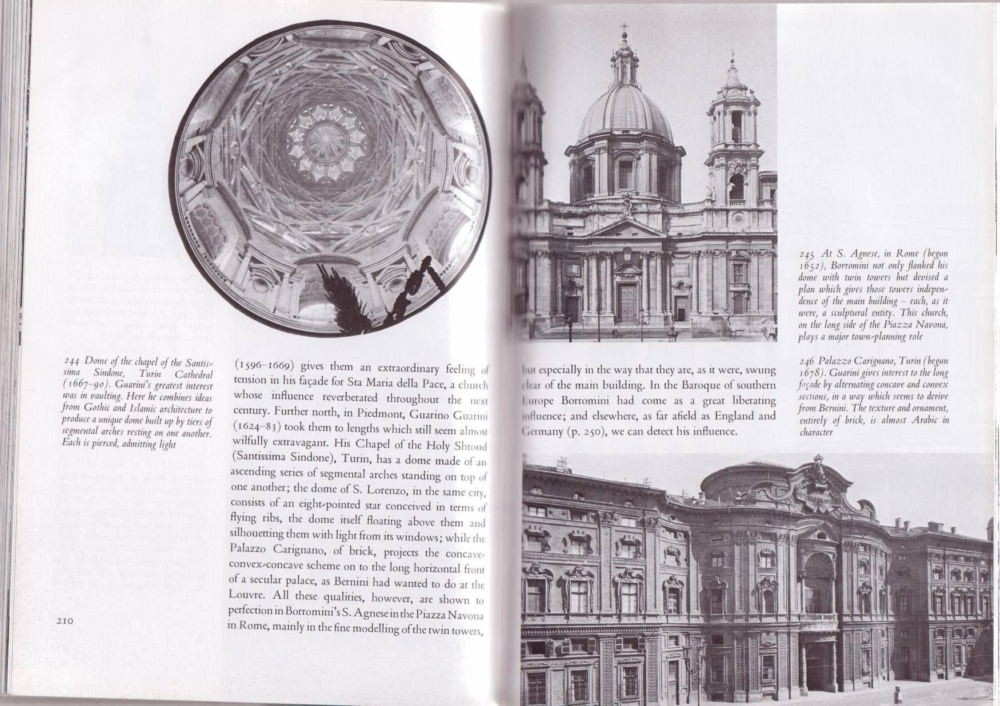 244 Dome of the chapel of the Santis-
sima Sindone, Turin Cathedral
(1667–90). Guarini's greatest interest
was in vaulting. Here he combines ideas
from Gothic and Islamic architecture to
produce a unique dome built up by tiers of
segmental arches resting on one another.
Each is pierced, admitting light
210
(1596–1669) gives them an extraordinary feeling of
tension in his façade for Sta Maria della Pace, a church
whose influence reverberated throughout the next
century. Further north, in Piedmont, Guarino Guarini
(1624–83) took them to lengths which still seem almost
wilfully extravagant. His Chapel of the Holy Shroud
(Santissima Sindone), Turin, has a dome made of an
ascending series of segmental arches standing on top of
one another; the dome of S. Lorenzo, in the same city,
consists of an eight-pointed star conceived in terms of
flying ribs, the dome itself floating above them and
silhouetting them with light from its windows; while the
Palazzo Carignano, of brick, projects the concave-
convex-concave scheme on to the long horizontal front
of a secular palace, as Bernini had wanted to do at the
Louvre. All these qualities, however, are shown to
perfection in Borromini's S. Agnese in the Piazza Navona
in Rome, mainly in the fine modelling of the twin towers,
but especially in the way that they are, as it were, swung
clear of the main building. In the Baroque of southern
Europe Borromini had come as a great liberating
influence; and elsewhere, as far afield as England and
Germany (p. 250), we can detect his influence.
245 At S. Agnese, in Rome (begun
1652), Borromini not only flanked his
dome with twin towers but devised a
plan which gives those towers indepen-
dence of the main building – each, as it
were, a sculptural entity. This church,
on the long side of the Piazza Navona,
plays a major town-planning role
246 Palazzo Carignano, Turin (begun
1678). Guarini gives interest to the long
façade by alternating concave and convex
sections, in a way which seems to derive
from Bernini. The texture and ornament,
entirely of brick, is almost Arabic in
character